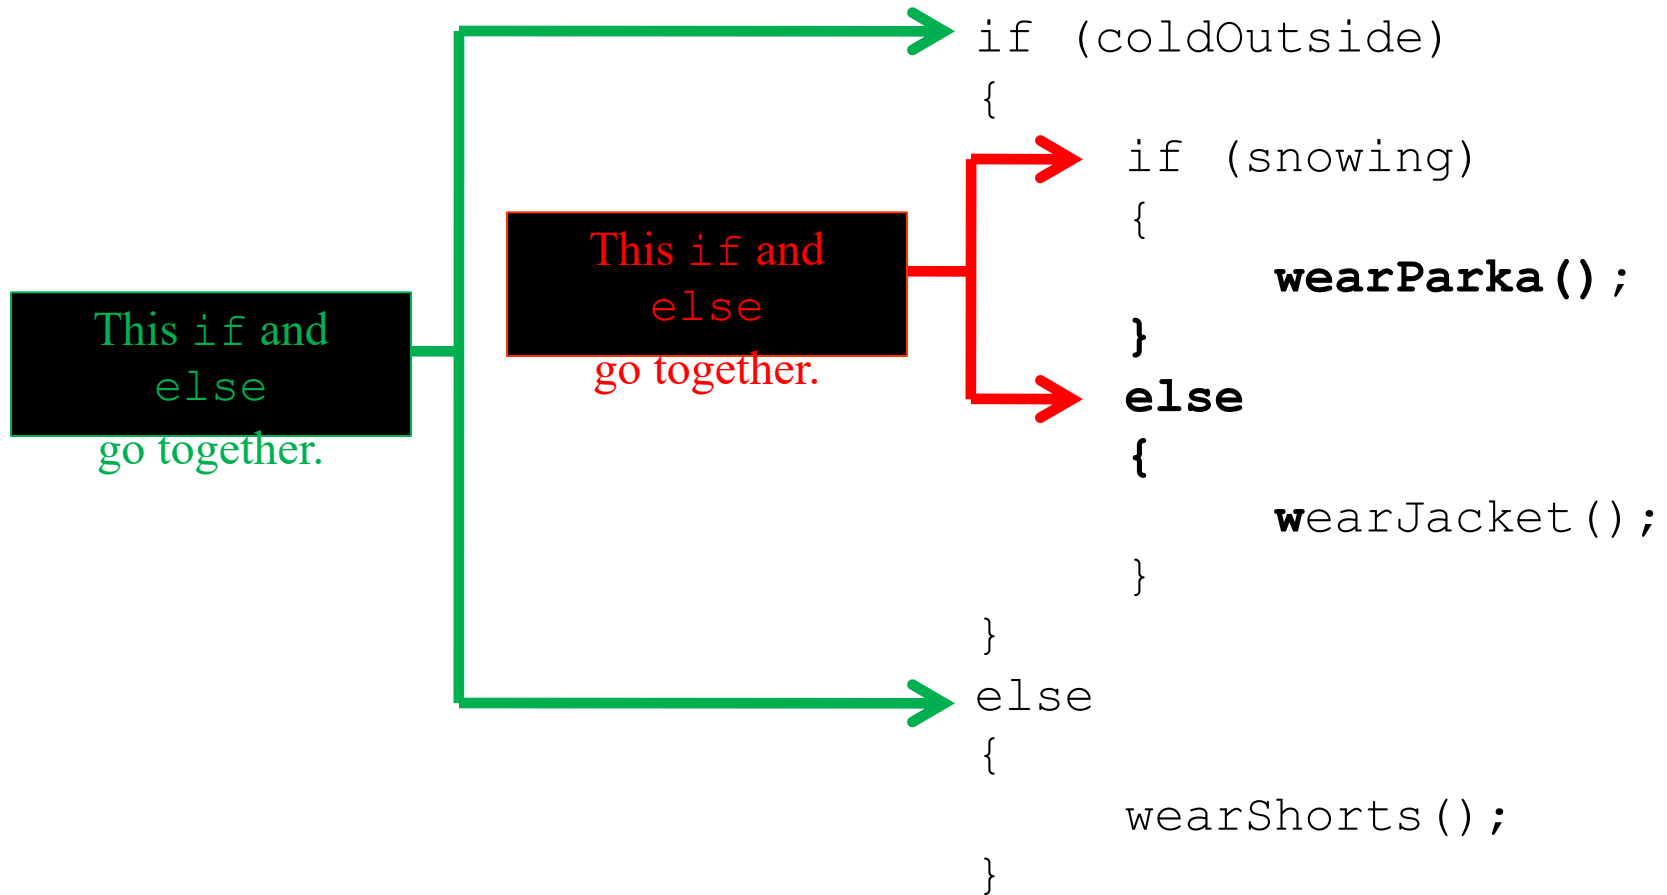 if (coldOutside)
{
if (snowing)
{
wearParka();
}
else
{
wearJacket();
}
}
else
{
wearShorts();
}
This if and
else
go together.
This if and
else
go together.